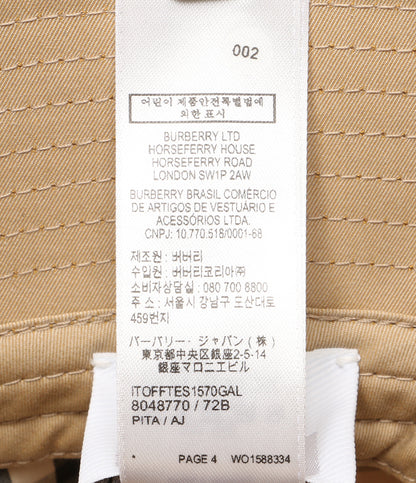 002
어린이 제품안전특별법에
의한 표시
BURBERRY LTD
HORSEFERRY HOUSE
HORSEFERRY ROAD
LONDON SW1P 2AW
BURBERRY BRASIL COMÉRCIO
DE ARTIGOS DE VESTUÁRIO E
ACESSÓRIOS LTDA.
CNPJ: 10.770.518/0001-68
제조원 : 버버리
수입원 : 버버리코리아㈜
소비자상담실 : 080 700 8800
주소 : 서울시 강남구 도산대로
459번지
バーバリー・ジャパン (株)
東京都中央区銀座2-5-14
銀座マロニエビル
ITOFFTES1570GAL
8048770 / 72B
PITA / AJ
* PAGE 4 WO1588334